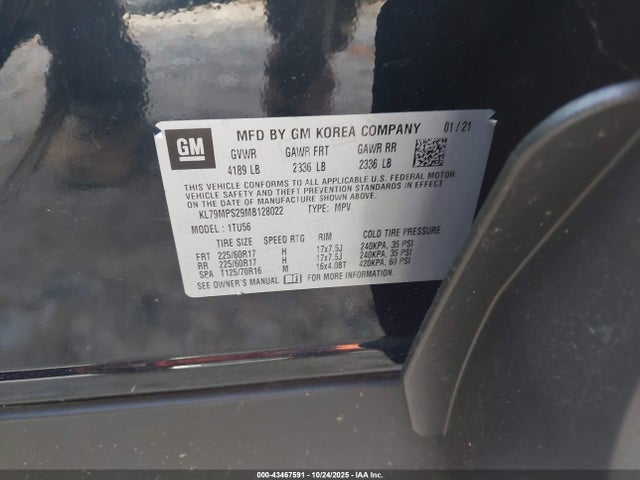 GM
MFD BY GM KOREA COMPANY 01/21
GVWR GAWR FRT GAWR RR
4189 LB 2336 LB 2336 LB
THIS VEHICLE CONFORMS TO ALL APPLICABLE U.S. FEDERAL MOTOR
VEHICLE SAFETY AND THEFT PREVENTION STANDARDS IN EFFECT
ON THE DATE OF MANUFACTURE SHOWN ABOVE.
KL79MPS29MB128022 TYPE: MPV
MODEL: 1TU56
TIRE SIZE SPEED RTG RIM COLD TIRE PRESSURE
FRT 225/60R17 H 17x7.5J 240KPA, 35 PSI
RR 225/60R17 H 17x7.5J 240KPA, 35 PSI
SPA T125/70R16 M 16x4.0BT 420KPA, 60 PSI
SEE OWNER'S MANUAL FOR MORE INFORMATION.
000-43467591 - 10/24/2025 - IAA Inc.